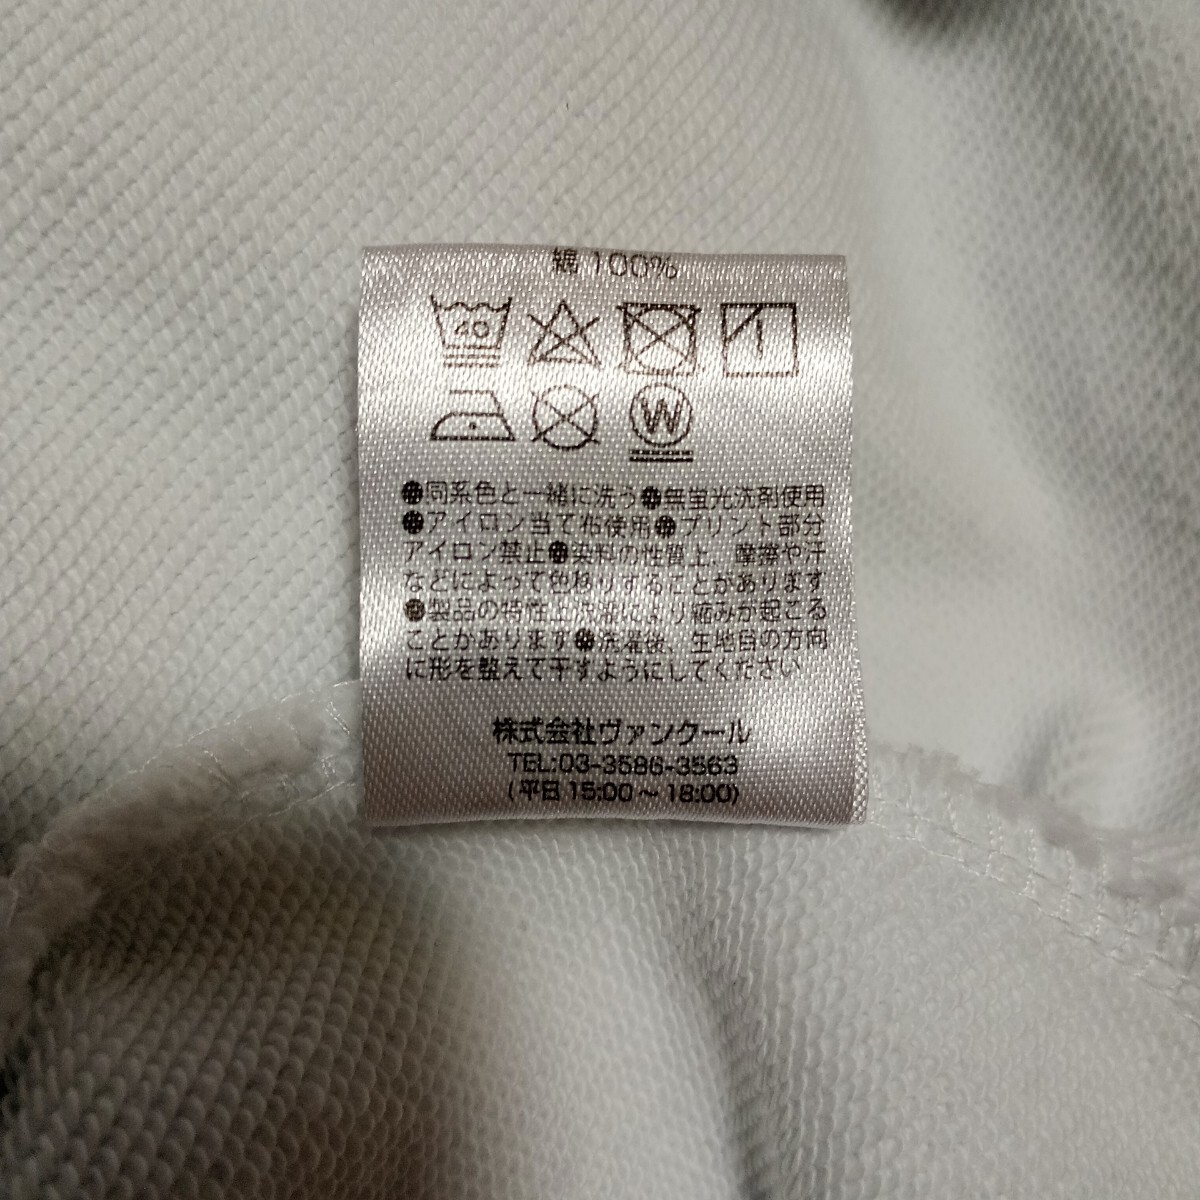 綿 100%
40
W
●同系色と一緒に洗う●無蛍光洗剤使用
●アイロン当て布使用●プリント部分
アイロン禁止●染料の性質上、摩擦や汗
などによって色移りすることがあります
●製品の特性上洗濯により縮みが起こる
ことがあります●洗濯後、生地目の方向
に形を整えて干すようにしてください
株式会社ヴァンクール
TEL:03-3586-3563
(平日 15:00～18:00)